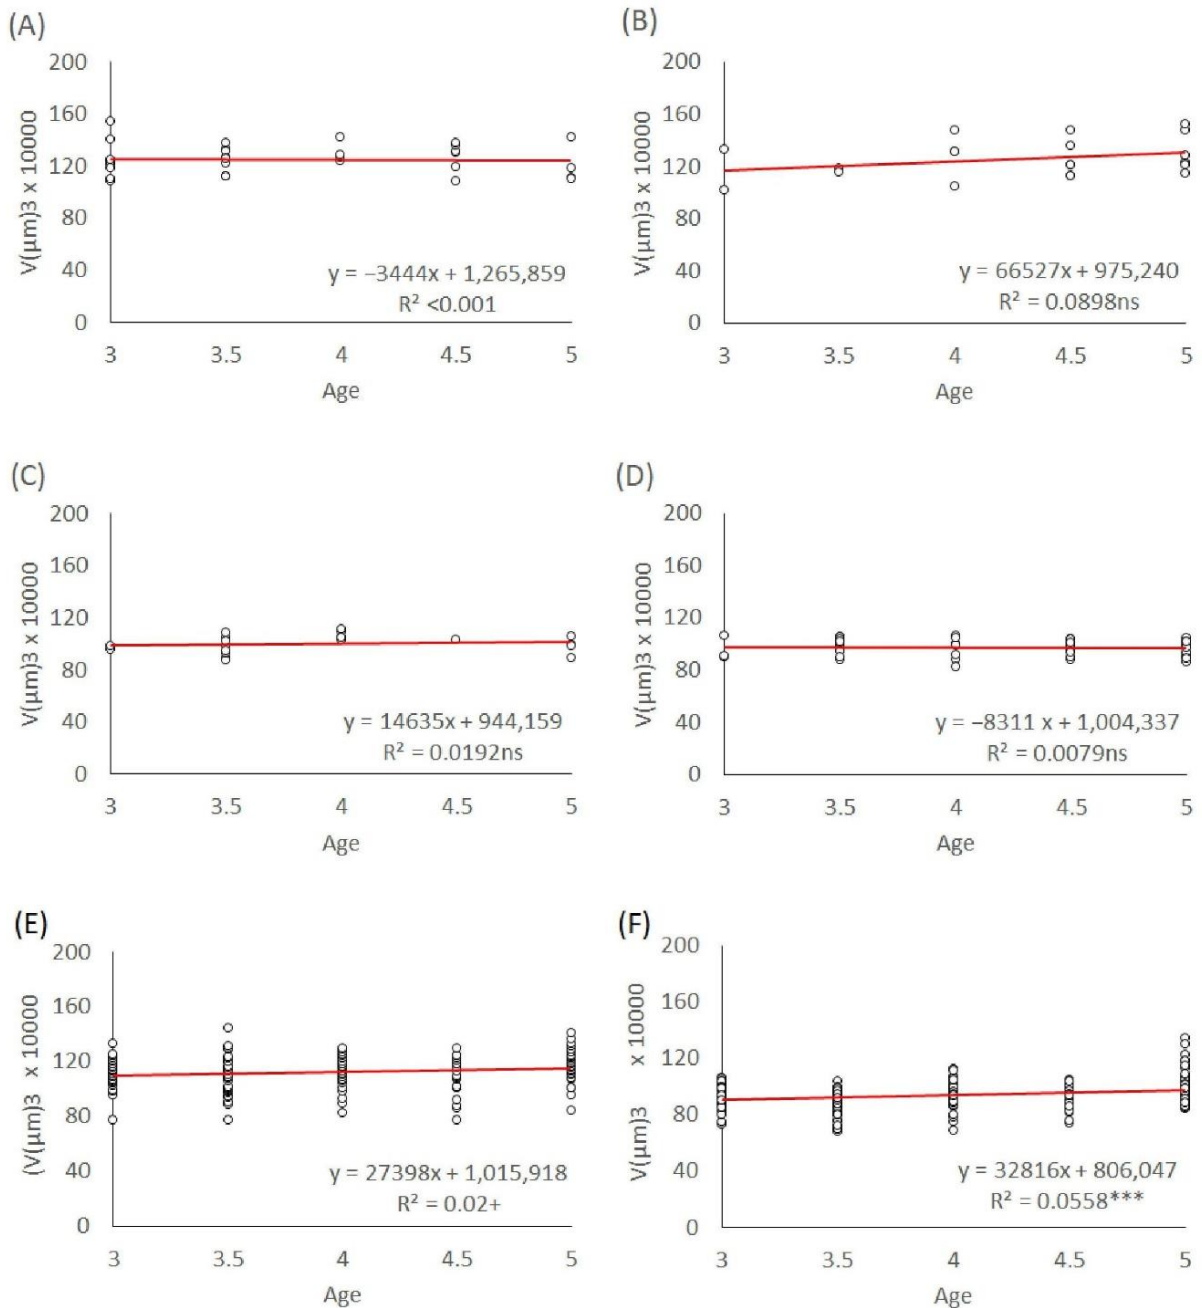 (A)
200
160
120
80
40
0
V(μm)3 x 10000
y = −3444x + 1,265,859
R² <0.001
3 3.5 4 4.5 5
Age
(B)
200
160
120
80
40
0
V(μm)3 x 10000
y = 66527x + 975,240
R² = 0.0898ns
3 3.5 4 4.5 5
Age
(C)
200
160
120
80
40
0
V(μm)3 x 10000
y = 14635x + 944,159
R² = 0.0192ns
3 3.5 4 4.5 5
Age
(D)
200
160
120
80
40
0
V(μm)3 x 10000
y = −8311 x + 1,004,337
R² = 0.0079ns
3 3.5 4 4.5 5
Age
(E)
200
160
120
80
40
0
(V(μm)3 x 10000
y = 27398x + 1,015,918
R² = 0.02+
3 3.5 4 4.5 5
Age
(F)
200
160
120
80
40
0
V(μm)3 x 10000
y = 32816x + 806,047
R² = 0.0558***
3 3.5 4 4.5 5
Age